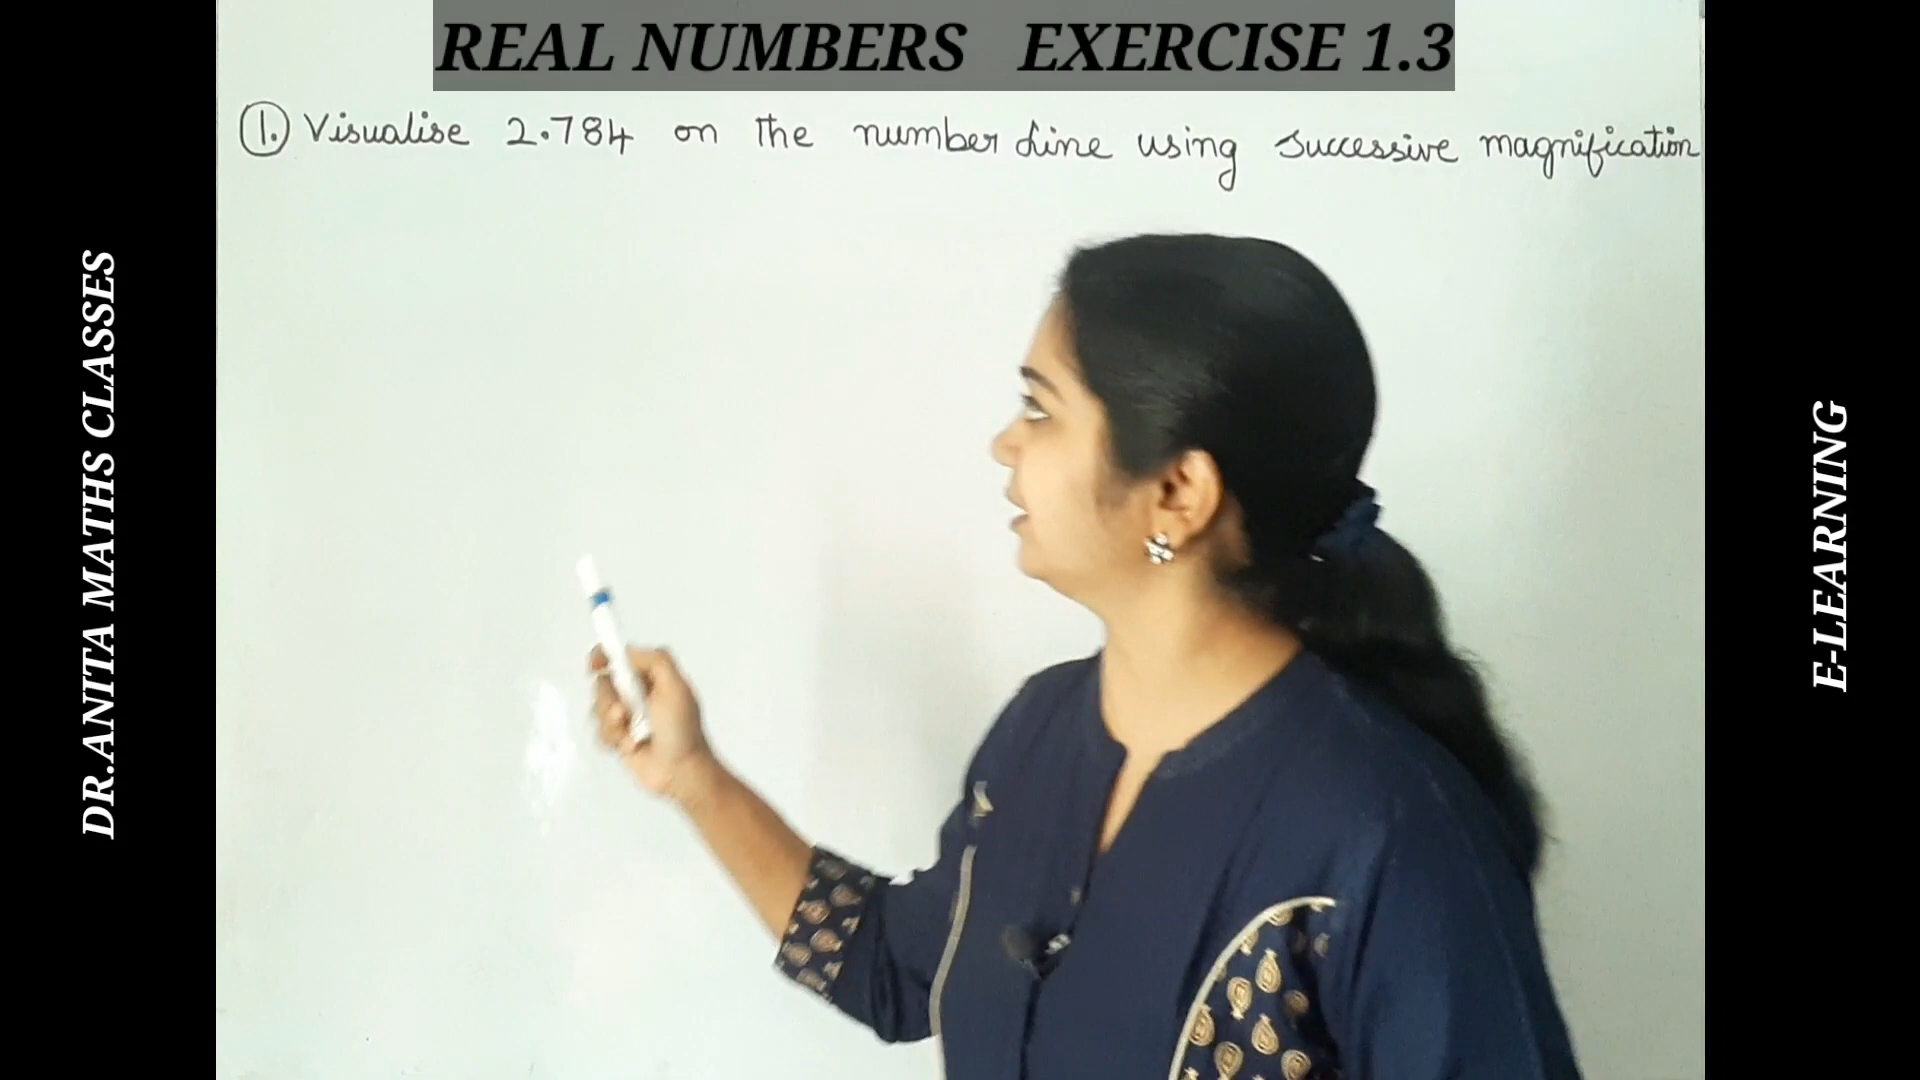 REAL NUMBERS EXERCISE 1.3
1. Visualise 2.784 on the number line using successive magnification
DR.ANITA MATHS CLASSES
E-LEARNING